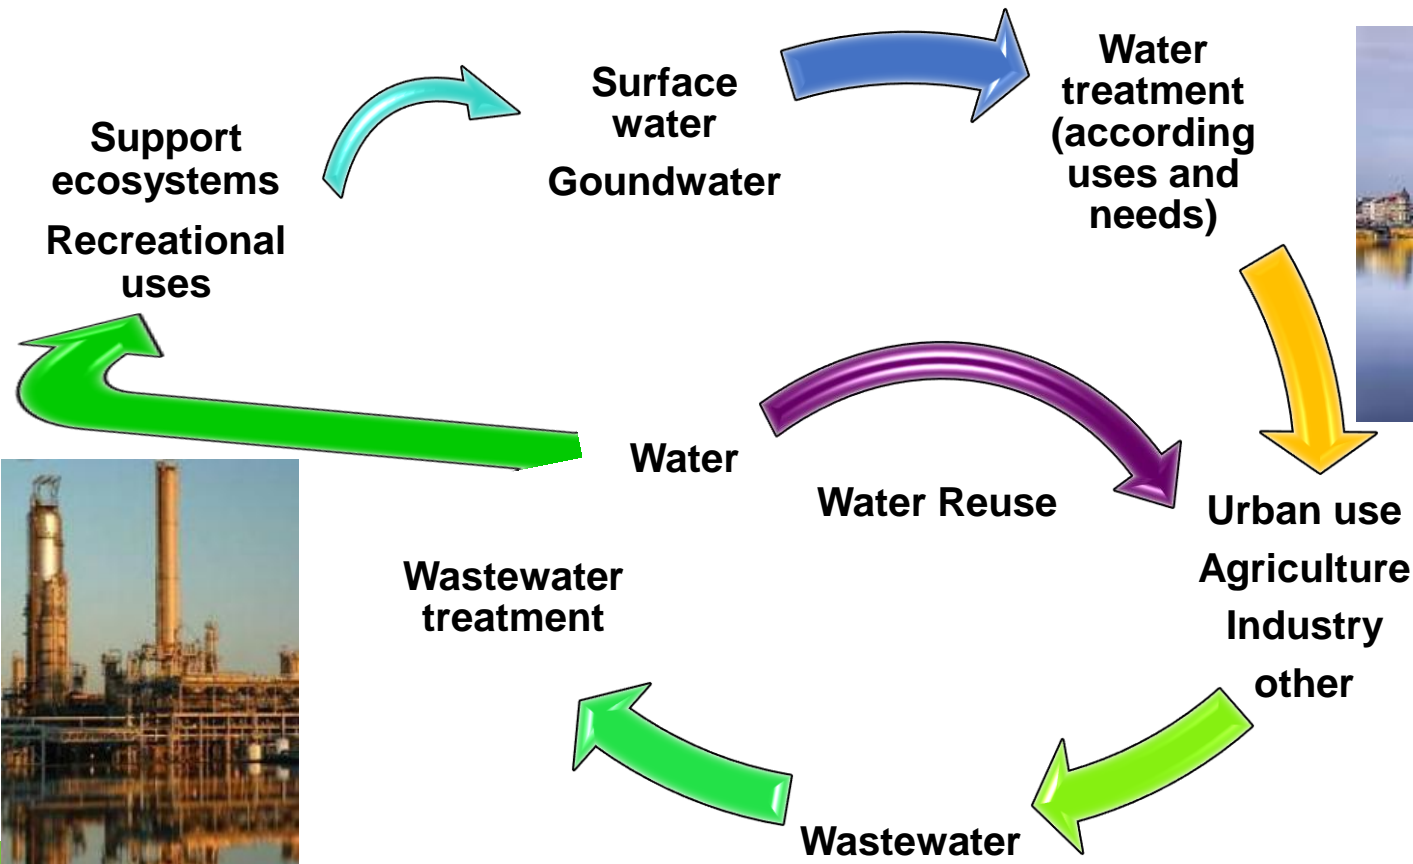 Support
ecosystems
Recreational
uses
Surface
water
Goundwater
Water
treatment
(according
uses and
needs)
Water
Water Reuse
Urban use
Agriculture
Industry
other
Wastewater
treatment
Wastewater